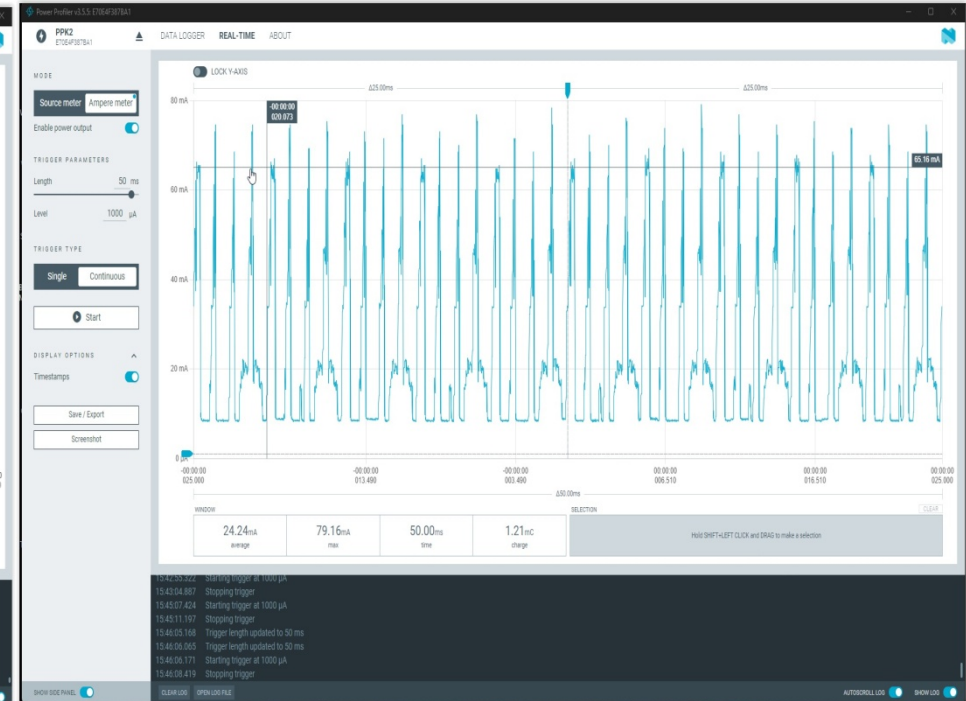 Power Profiler v3.5.5: E70E4F387BA1
PPK2
E70E4F387BA1
DATA LOGGER
REAL-TIME
ABOUT
MODE
Source meter
Ampere meter
Enable power output
TRIGGER PARAMETERS
Length
50 ms
Level
1000 µA
TRIGGER TYPE
Single
Continuous
Start
DISPLAY OPTIONS
Timestamps
Save / Export
Screenshot
SHOW SIDE PANEL
LOCK Y-AXIS
Δ25.00ms
Δ25.00ms
80 mA
-00:00:00
020.073
65.16 mA
60 mA
40 mA
20 mA
0 µA
-00:00:00
025.000
-00:00:00
013.490
-00:00:00
003.490
00:00:00
006.510
00:00:00
016.510
00:00:00
025.000
Δ50.00ms
WINDOW
24.24mA
average
79.16mA
max
50.00ms
time
1.21mC
charge
SELECTION
CLEAR
Hold SHIFT+LEFT CLICK and DRAG to make a selection
15:42:55.322 Starting trigger at 1000 µA
15:43:04.887 Stopping trigger
15:45:07.424 Starting trigger at 1000 µA
15:45:11.197 Stopping trigger
15:46:05.168 Trigger length updated to 50 ms
15:46:06.065 Trigger length updated to 50 ms
15:46:06.171 Starting trigger at 1000 µA
15:46:08.419 Stopping trigger
CLEAR LOG
OPEN LOG FILE
AUTOSCROLL LOG
SHOW LOG